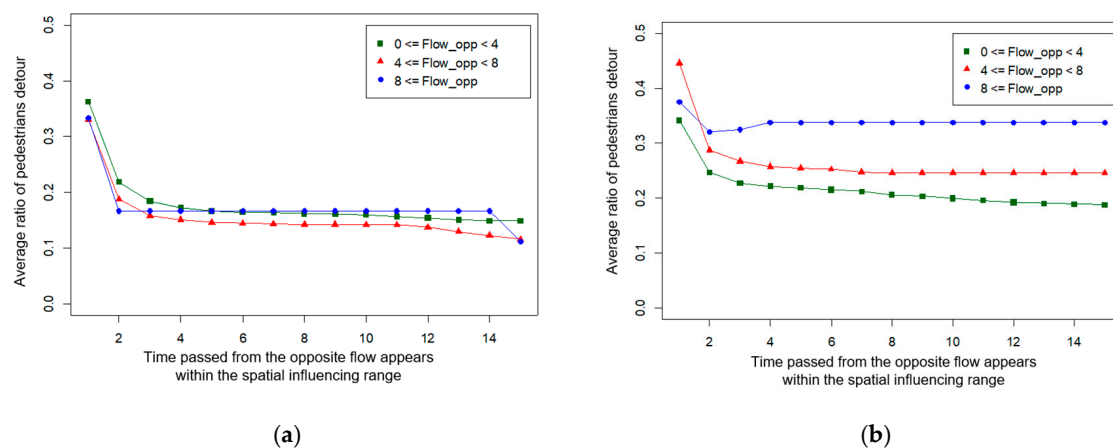 Average ratio of pedestrians detour
0.5
0.4
0.3
0.2
0.1
0.0
0 <= Flow_opp < 4
4 <= Flow_opp < 8
8 <= Flow_opp
2 4 6 8 10 12 14
Time passed from the opposite flow appears
within the spatial influencing range
(a)
Average ratio of pedestrians detour
0.5
0.4
0.3
0.2
0.1
0.0
0 <= Flow_opp < 4
4 <= Flow_opp < 8
8 <= Flow_opp
2 4 6 8 10 12 14
Time passed from the opposite flow appears
within the spatial influencing range
(b)